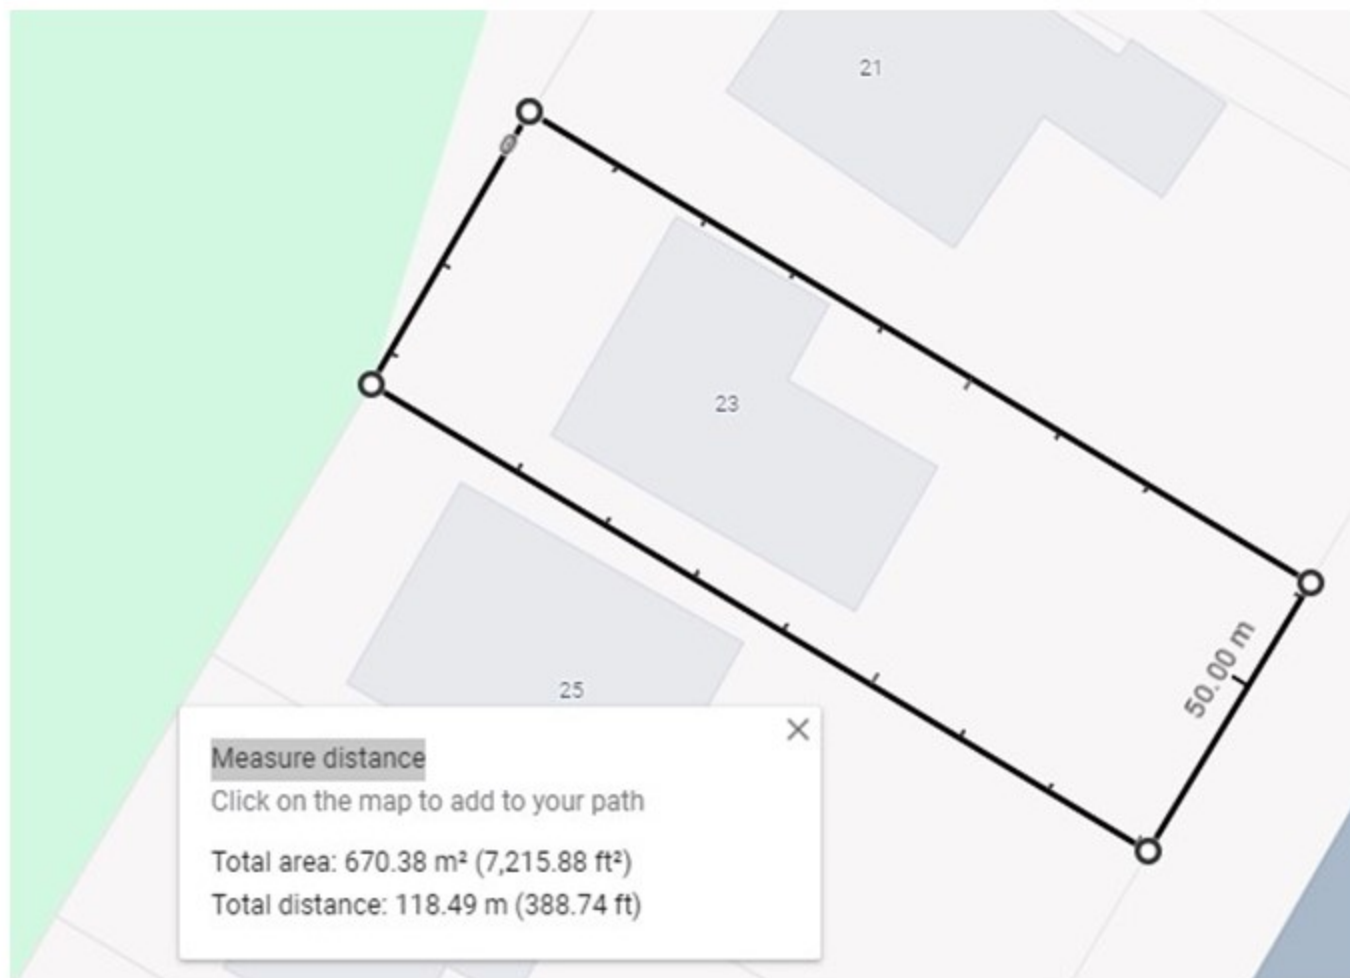 21
0
23
50.00 m
25
Measure distance
Click on the map to add to your path
Total area: 670.38 m² (7,215.88 ft²)
Total distance: 118.49 m (388.74 ft)